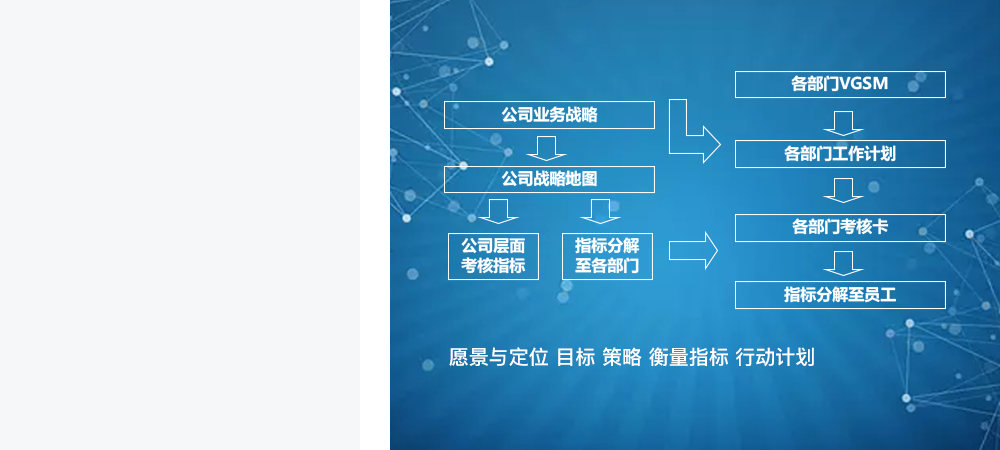 公司业务战略
公司战略地图
公司层面
考核指标
指标分解
至各部门
各部门VGSM
各部门工作计划
各部门考核卡
指标分解至员工
愿景与定位 目标 策略 衡量指标 行动计划